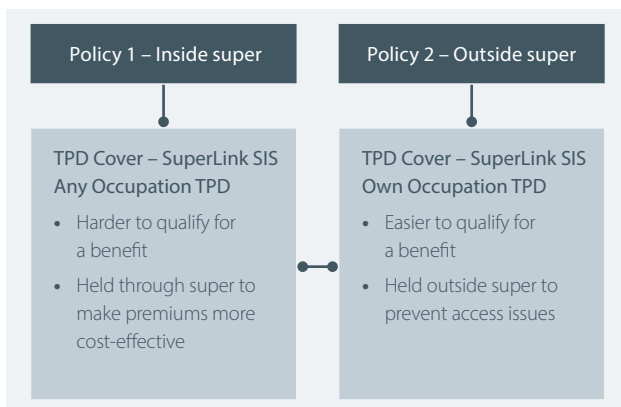 Policy 1 – Inside super
TPD Cover – SuperLink SIS
Any Occupation TPD
• Harder to qualify for
a benefit
• Held through super to
make premiums more
cost-effective
Policy 2 – Outside super
TPD Cover – SuperLink SIS
Own Occupation TPD
• Easier to qualify for
a benefit
• Held outside super to
prevent access issues